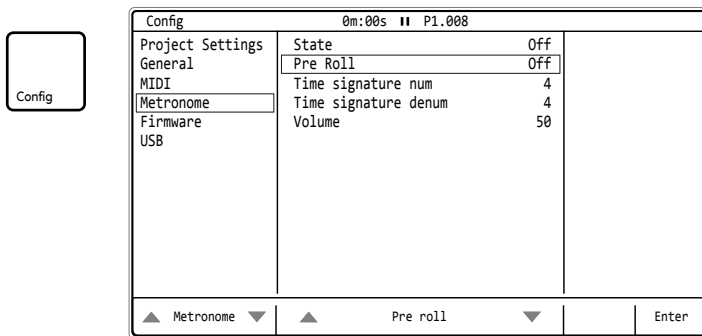 Config
Config 0m:00s P1.008
Project Settings
General
MIDI
Metronome
Firmware
USB
State Off
Pre Roll Off
Time signature num 4
Time signature denum 4
Volume 50
Metronome Pre roll Enter